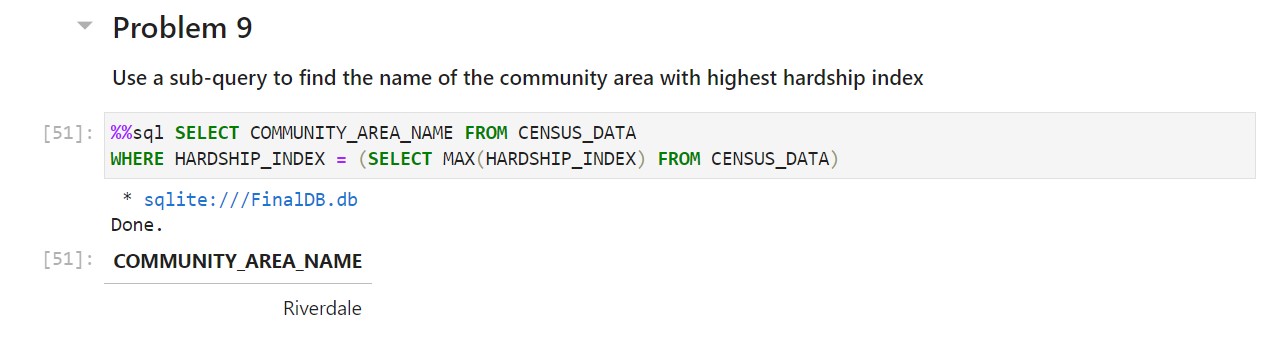 Problem 9
Use a sub-query to find the name of the community area with highest hardship index
[51]: %%sql SELECT COMMUNITY_AREA_NAME FROM CENSUS_DATA
WHERE HARDSHIP_INDEX = (SELECT MAX(HARDSHIP_INDEX) FROM CENSUS_DATA)
* sqlite:///FinalDB.db
Done.
[51]: COMMUNITY_AREA_NAME
Riverdale